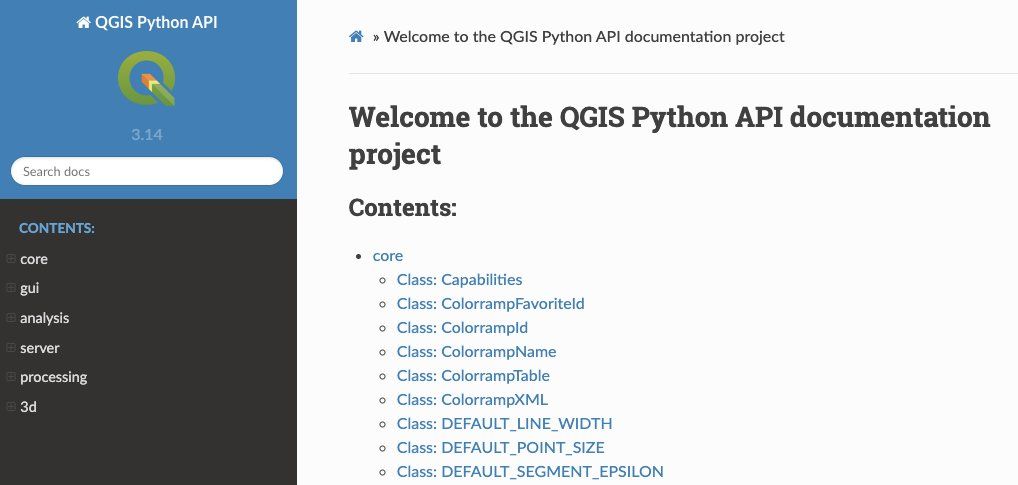 QGIS Python API
3.14
Search docs
CONTENTS:
core
gui
analysis
server
processing
3d
» Welcome to the QGIS Python API documentation project
Welcome to the QGIS Python API documentation
project
Contents:
core
Class: Capabilities
Class: ColorrampFavoriteId
Class: ColorrampId
Class: ColorrampName
Class: ColorrampTable
Class: ColorrampXML
Class: DEFAULT_LINE_WIDTH
Class: DEFAULT_POINT_SIZE
Class: DEFAULT_SEGMENT_EPSILON